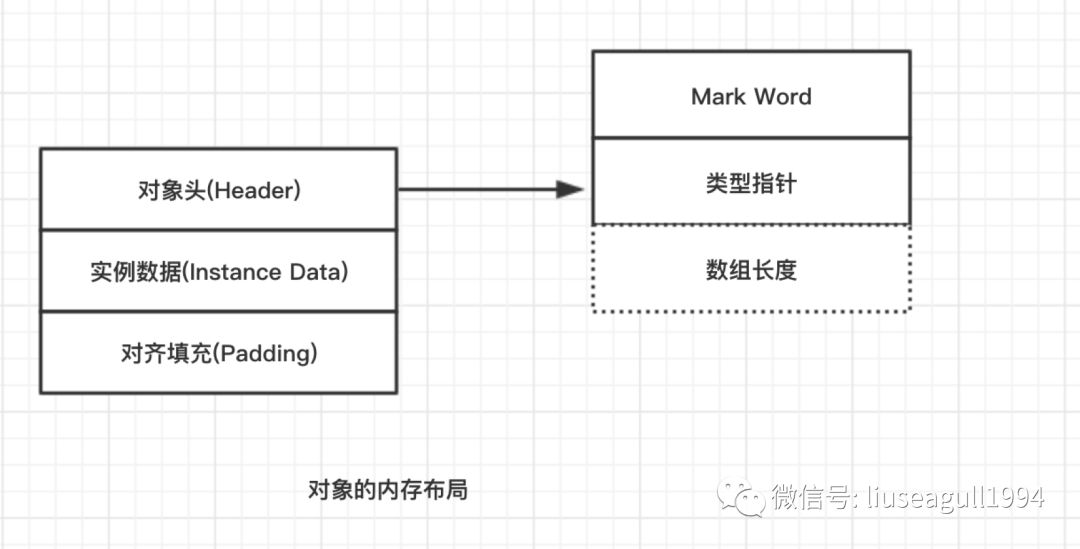 对象头(Header)
实例数据(Instance Data)
对齐填充(Padding)
Mark Word
类型指针
数组长度
对象的内存布局
微信号: liuseagull1994